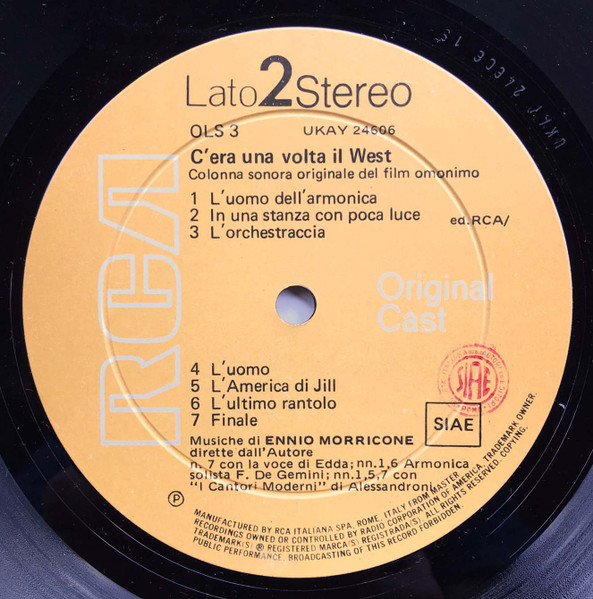 Lato 2 Stereo
OLS 3 UKAY 24606
C'era una volta il West
Colonna sonora originale del film omonimo
1 L'uomo dell'armonica
2 In una stanza con poca luce ed.RCA/
3 L'orchestraccia
RCA
Original
Cast
4 L'uomo
5 L'America di Jill
6 L'ultimo rantolo
7 Finale
SIAE
SIAE
Musiche di ENNIO MORRICONE
dirette dall'Autore
n.7 con la voce di Edda; nn.1,6 Armonica
solista F. De Gemini; nn.1,5,7 con
"I Cantori Moderni" di Alessandroni
P
MANUFACTURED BY RCA ITALIANA SPA, ROME, ITALY FROM MASTER
RECORDINGS OWNED OR CONTROLLED BY RADIO CORPORATION OF AMERICA. TRADEMARK OWNER.
TRADEMARK(S) ® REGISTERED MARCA(S) REGISTRADA(S) ALL RIGHTS RESERVED. COPYING,
PUBLIC PERFORMANCE, BROADCASTING OF THIS RECORD FORBIDDEN.